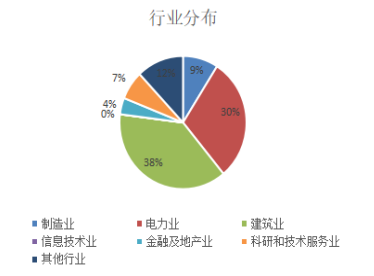 行业分布
9%
30%
38%
0%
4%
7%
12%
制造业 电力业 建筑业
信息技术业 金融及地产业 科研和技术服务业
其他行业